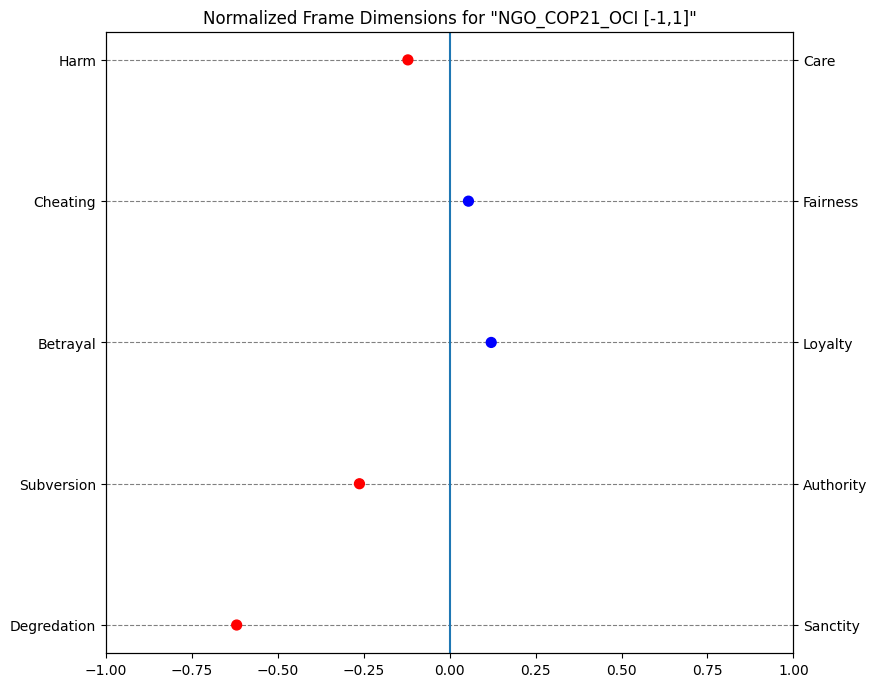 Normalized Frame Dimensions for "NGO_COP21_OCI [-1,1]"
Harm Care
Cheating Fairness
Betrayal Loyalty
Subversion Authority
Degredation Sanctity
−1.00 −0.75 −0.50 −0.25 0.00 0.25 0.50 0.75 1.00